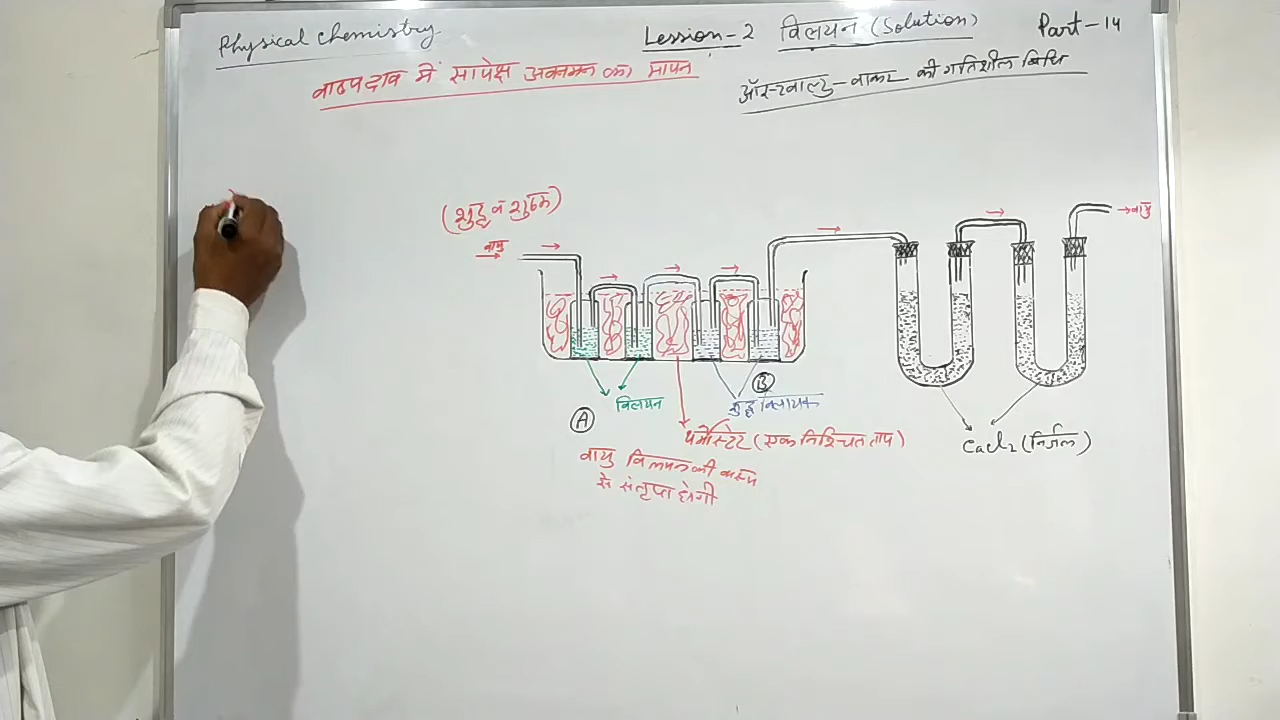 Physical chemistry
Lession-2 विलयन (Solution) Part-14
वाष्पदाब में सापेक्ष अवनमन का मापन
ऑस्टवाल्ड-वाकर की गतिशील विधि
(शुद्ध व शुष्क)
वायु
→वायु
विलयन
(A)
(B)
शुद्ध विलायक
थर्मोस्टेट (एक निश्चित ताप)
CaCl₂ (निर्जल)
वायु विलयन की वाष्प
से संतृप्त होगी